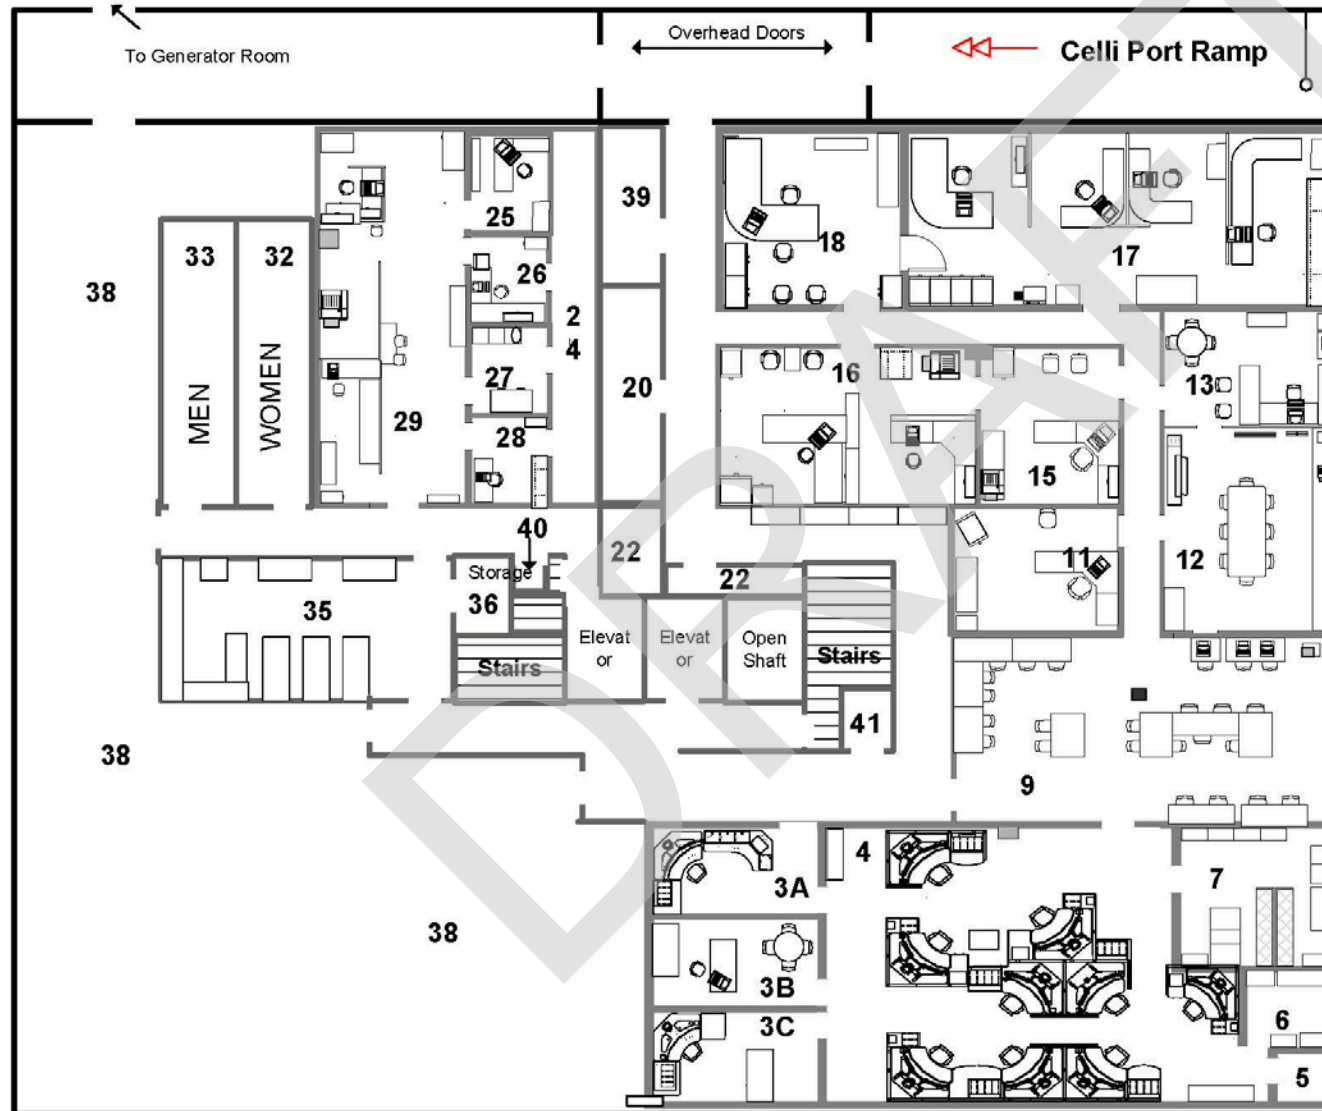 To Generator Room
Overhead Doors
Celli Port Ramp
39
25
18
17
33
32
26
38
2
4
MEN
WOMEN
27
20
16
13
29
28
15
40
22
11
12
Storage
22
36
35
Elevat
or
Elevat
or
Open
Shaft
Stairs
Stairs
41
38
9
4
3A
7
38
3B
3C
6
5
DRAFT